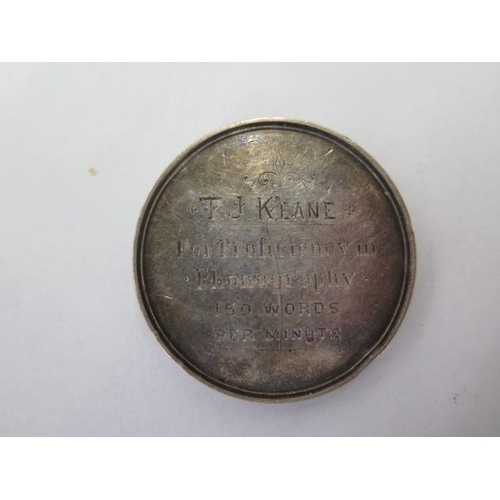 T J KEANE
For Proficiency in
Phonography
150 WORDS
PER MINUTE